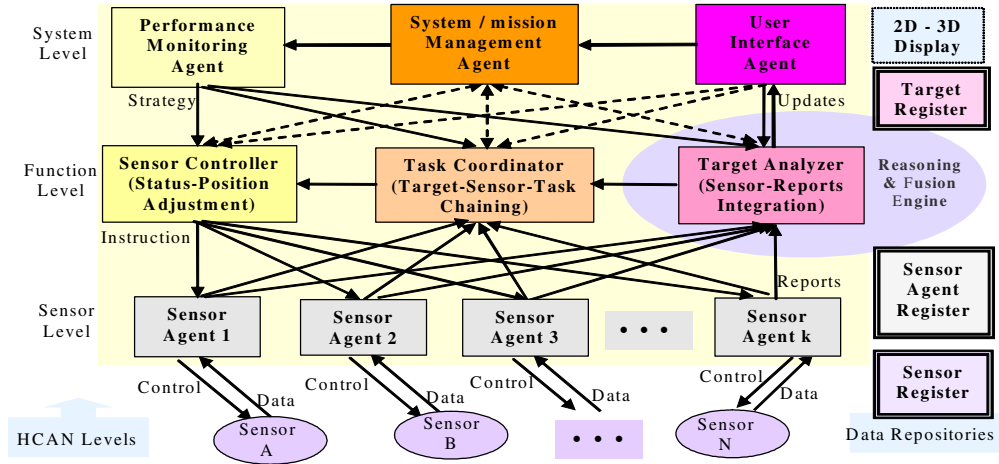 System
Level
Performance
Monitoring
Agent
System / mission
Management
Agent
User
Interface
Agent
2D - 3D
Display
Strategy
Updates
Target
Register
Function
Level
Sensor Controller
(Status-Position
Adjustment)
Task Coordinator
(Target-Sensor-Task
Chaining)
Target Analyzer
(Sensor-Reports
Integration)
Reasoning
& Fusion
Engine
Instruction
Reports
Sensor
Level
Sensor
Agent 1
Sensor
Agent 2
Sensor
Agent 3
• • •
Sensor
Agent k
Sensor
Agent
Register
Control
Data
Control
Data
Data
Control
Data
Sensor
Register
HCAN Levels
Sensor
A
Sensor
B
• • •
Sensor
N
Data Repositories